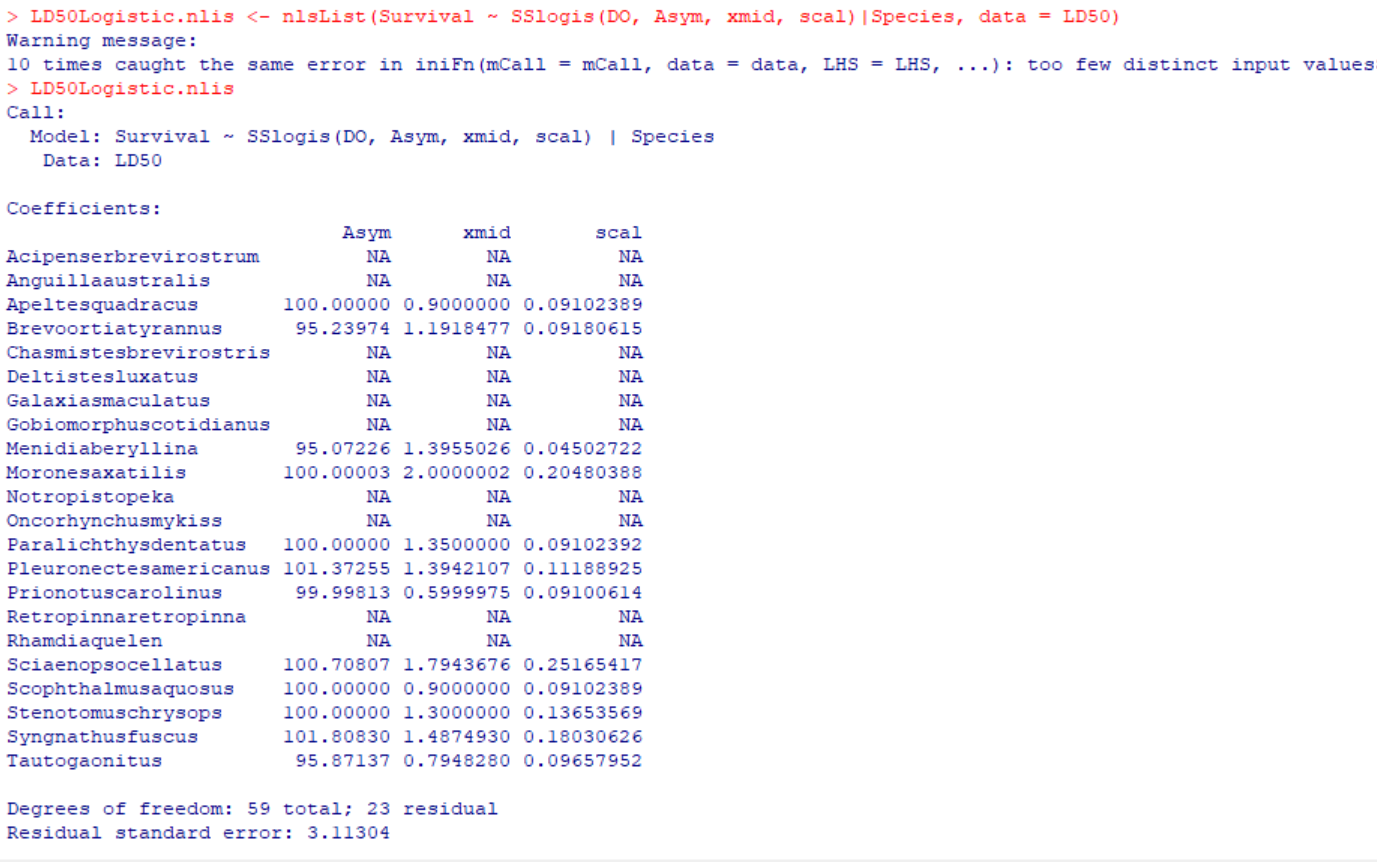 > LD50Logistic.nlis <- nlsList(Survival ~ SSlogis(DO, Asym, xmid, scal)|Species, data = LD50)
Warning message:
10 times caught the same error in iniFn(mCall = mCall, data = data, LHS = LHS, ...): too few distinct input values
> LD50Logistic.nlis
Call:
  Model: Survival ~ SSlogis(DO, Asym, xmid, scal) | Species
   Data: LD50

Coefficients:
                          Asym      xmid       scal
Acipenserbrevirostrum       NA        NA         NA
Anguillaaustralis           NA        NA         NA
Apeltesquadracus     100.00000 0.9000000 0.09102389
Brevoortiatyrannus    95.23974 1.1918477 0.09180615
Chasmistesbrevirostris      NA        NA         NA
Deltistesluxatus            NA        NA         NA
Galaxiasmaculatus           NA        NA         NA
Gobiomorphuscotidianus      NA        NA         NA
Menidiaberyllina      95.07226 1.3955026 0.04502722
Moronesaxatilis      100.00003 2.0000002 0.20480388
Notropistopeka              NA        NA         NA
Oncorhynchusmykiss          NA        NA         NA
Paralichthysdentatus 100.00000 1.3500000 0.09102392
Pleuronectesamericanus 101.37255 1.3942107 0.11188925
Prionotuscarolinus    99.99813 0.5999975 0.09100614
Retropinnaretropinna        NA        NA         NA
Rhamdiaquelen               NA        NA         NA
Sciaenopsocellatus   100.70807 1.7943676 0.25165417
Scophthalmusaquosus  100.00000 0.9000000 0.09102389
Stenotomuschrysops   100.00000 1.3000000 0.13653569
Syngnathusfuscus     101.80830 1.4874930 0.18030626
Tautogaonitus         95.87137 0.7948280 0.09657952

Degrees of freedom: 59 total; 23 residual
Residual standard error: 3.11304